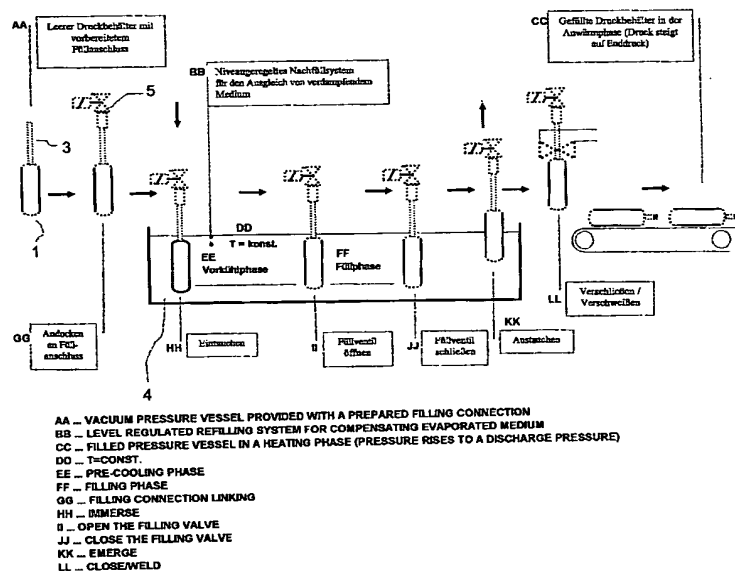 AA
Leerer Druckbehälter mit
vorbereitetem
Füllanschluss
5
3
1
BB
Niveaugeregeltes Nachfüllsystem
für den Ausgleich von verdampfendem
Medium
CC
Gefüllte Druckbehälter in der
Anwärmphase (Druck steigt
auf Enddruck)
DD
T = konst.
EE
Vorkühlphase
FF
Füllphase
GG
Andocken
an Füll-
anschluss
4
HH
Eintauchen
II
Füllventil
öffnen
JJ
Füllventil
schließen
KK
Austauchen
LL
Verschließen /
Verschweißen
AA ... VACUUM PRESSURE VESSEL PROVIDED WITH A PREPARED FILLING CONNECTION
BB ... LEVEL REGULATED REFILLING SYSTEM FOR COMPENSATING EVAPORATED MEDIUM
CC ... FILLED PRESSURE VESSEL IN A HEATING PHASE (PRESSURE RISES TO A DISCHARGE PRESSURE)
DD ... T=CONST.
EE ... PRE-COOLING PHASE
FF ... FILLING PHASE
GG ... FILLING CONNECTION LINKING
HH ... IMMERSE
II ... OPEN THE FILLING VALVE
JJ ... CLOSE THE FILLING VALVE
KK ... EMERGE
LL ... CLOSE/WELD